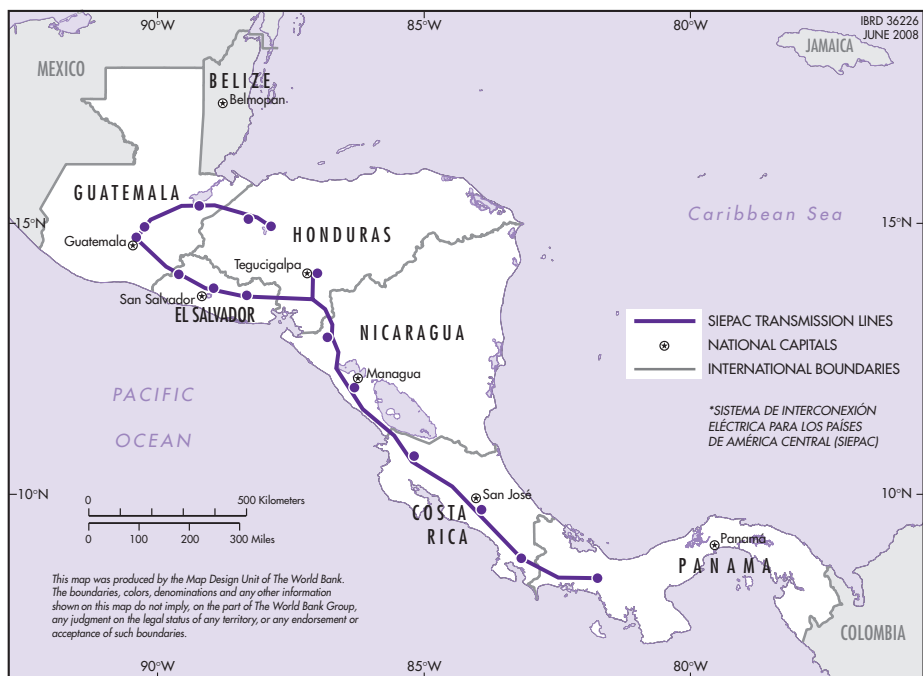 90°W
85°W
80°W
IBRD 36226
JUNE 2008
JAMAICA
MEXICO
BELIZE
Belmopan
GUATEMALA
15°N
Caribbean Sea
15°N
Guatemala
HONDURAS
Tegucigalpa
San Salvador
EL SALVADOR
NICARAGUA
SIEPAC TRANSMISSION LINES
NATIONAL CAPITALS
INTERNATIONAL BOUNDARIES
Managua
PACIFIC
OCEAN
*SISTEMA DE INTERCONEXIÓN
ELÉCTRICA PARA LOS PAÍSES
DE AMÉRICA CENTRAL (SIEPAC)
10°N
10°N
0 500 Kilometers
0 100 200 300 Miles
San José
COSTA
RICA
Panamá
PANAMA
This map was produced by the Map Design Unit of The World Bank.
The boundaries, colors, denominations and any other information
shown on this map do not imply, on the part of The World Bank Group,
any judgment on the legal status of any territory, or any endorsement or
acceptance of such boundaries.
COLOMBIA
90°W
85°W
80°W